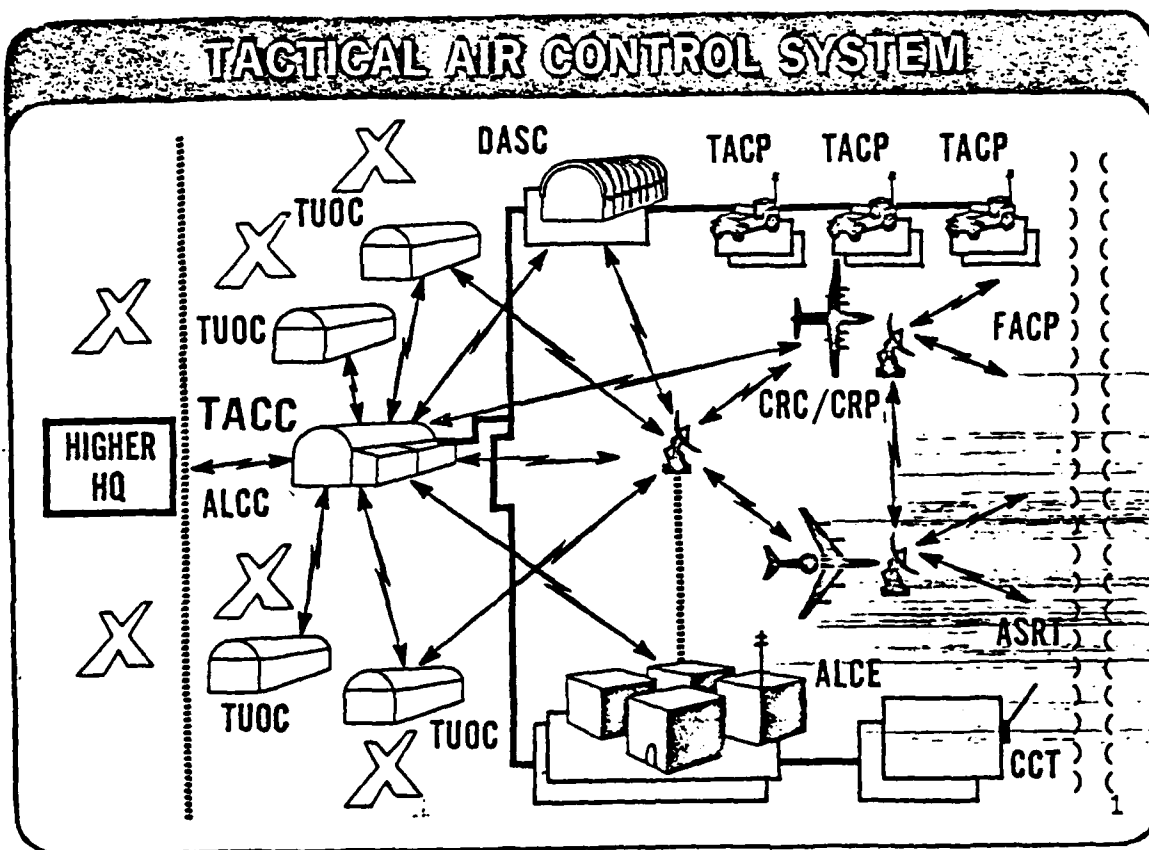 TACTICAL AIR CONTROL SYSTEM
DASC
TACP
TACP
TACP
TUOC
TUOC
FACP
CRC/CRP
TACC
HIGHER
HQ
ALCC
ASRT
ALCE
TUOC
TUOC
CCT
1